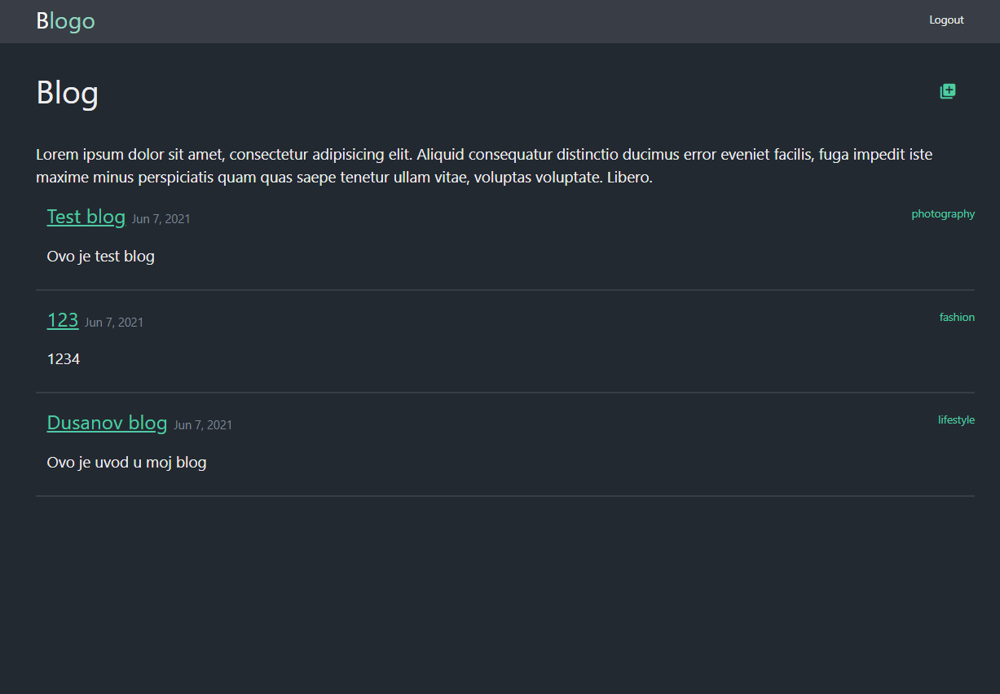 Blogo
Logout
Blog
Lorem ipsum dolor sit amet, consectetur adipisicing elit. Aliquid consequatur distinctio ducimus error eveniet facilis, fuga impedit iste
maxime minus perspiciatis quam quas saepe tenetur ullam vitae, voluptas voluptate. Libero.
Test blog Jun 7, 2021 photography
Ovo je test blog
123 Jun 7, 2021 fashion
1234
Dusanov blog Jun 7, 2021 lifestyle
Ovo je uvod u moj blog